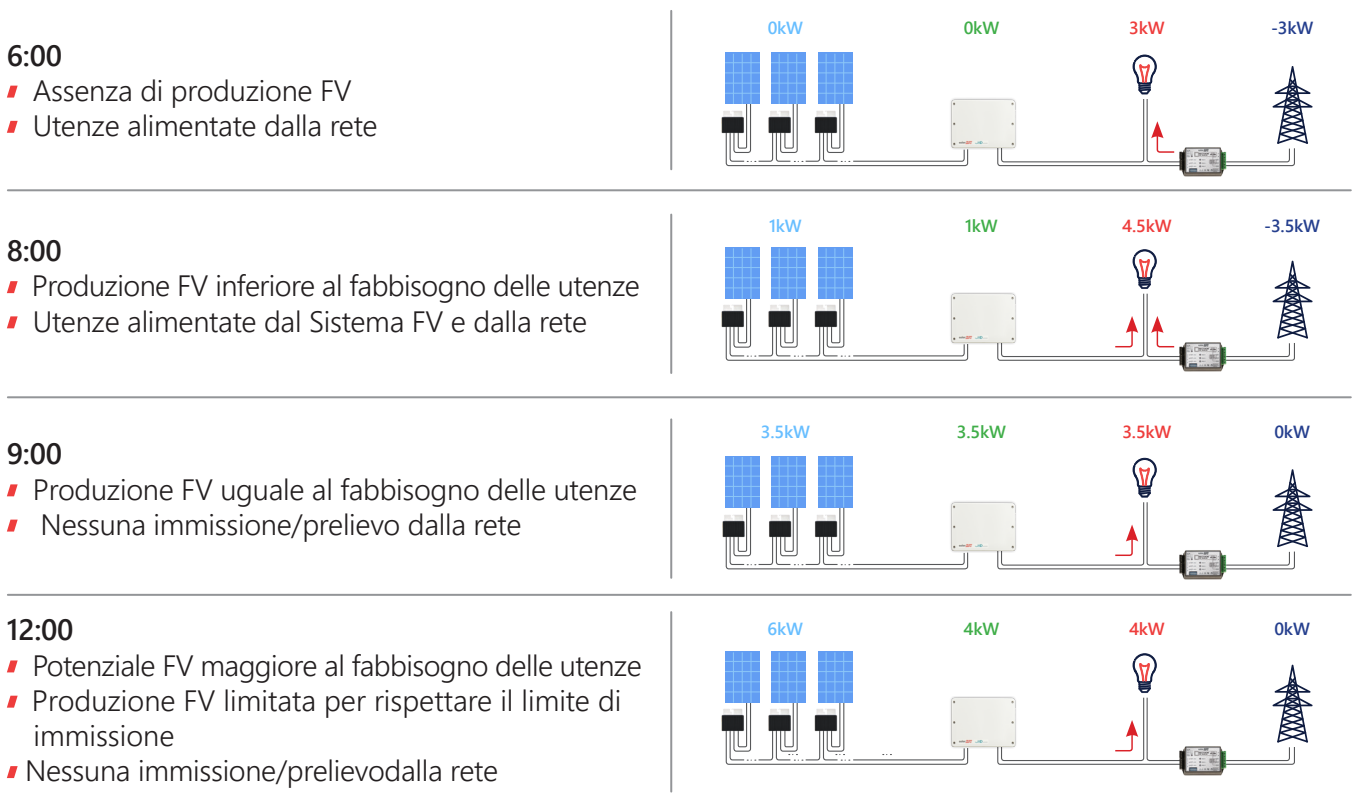 6:00
Assenza di produzione FV
Utenze alimentate dalla rete
0kW 0kW 3kW -3kW
8:00
Produzione FV inferiore al fabbisogno delle utenze
Utenze alimentate dal Sistema FV e dalla rete
1kW 1kW 4.5kW -3.5kW
9:00
Produzione FV uguale al fabbisogno delle utenze
Nessuna immissione/prelievo dalla rete
3.5kW 3.5kW 3.5kW 0kW
12:00
Potenziale FV maggiore al fabbisogno delle utenze
Produzione FV limitata per rispettare il limite di
immissione
Nessuna immissione/prelievodalla rete
6kW 4kW 4kW 0kW